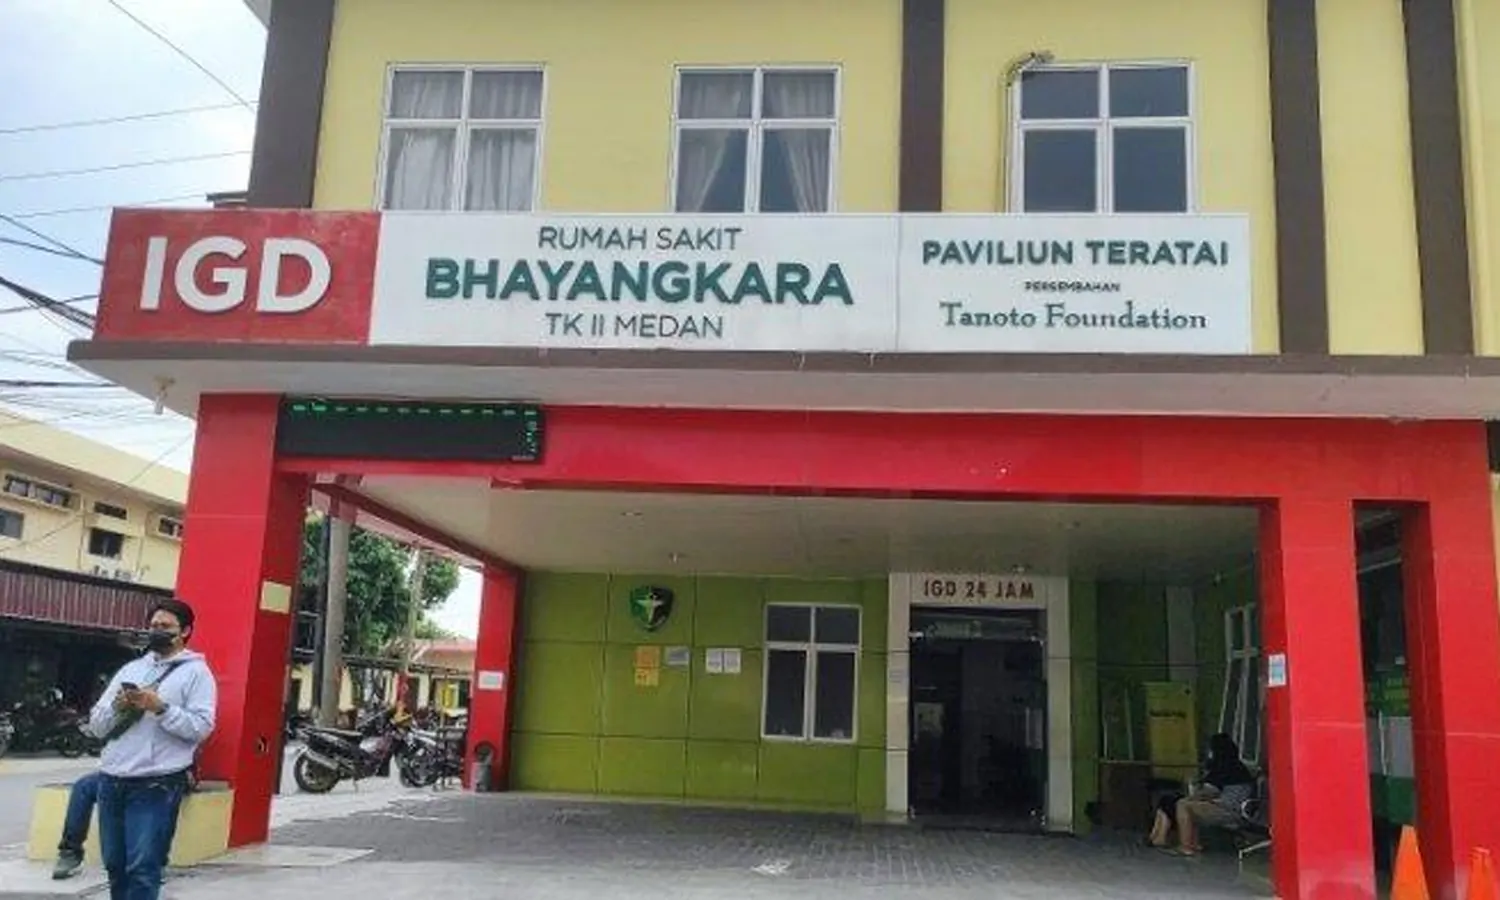 IGD
RUMAH SAKIT
BHAYANGKARA
TK II MEDAN
PAVILIUN TERATAI
PERSEMBAHAN
Tanoto Foundation
IGD 24 JAM